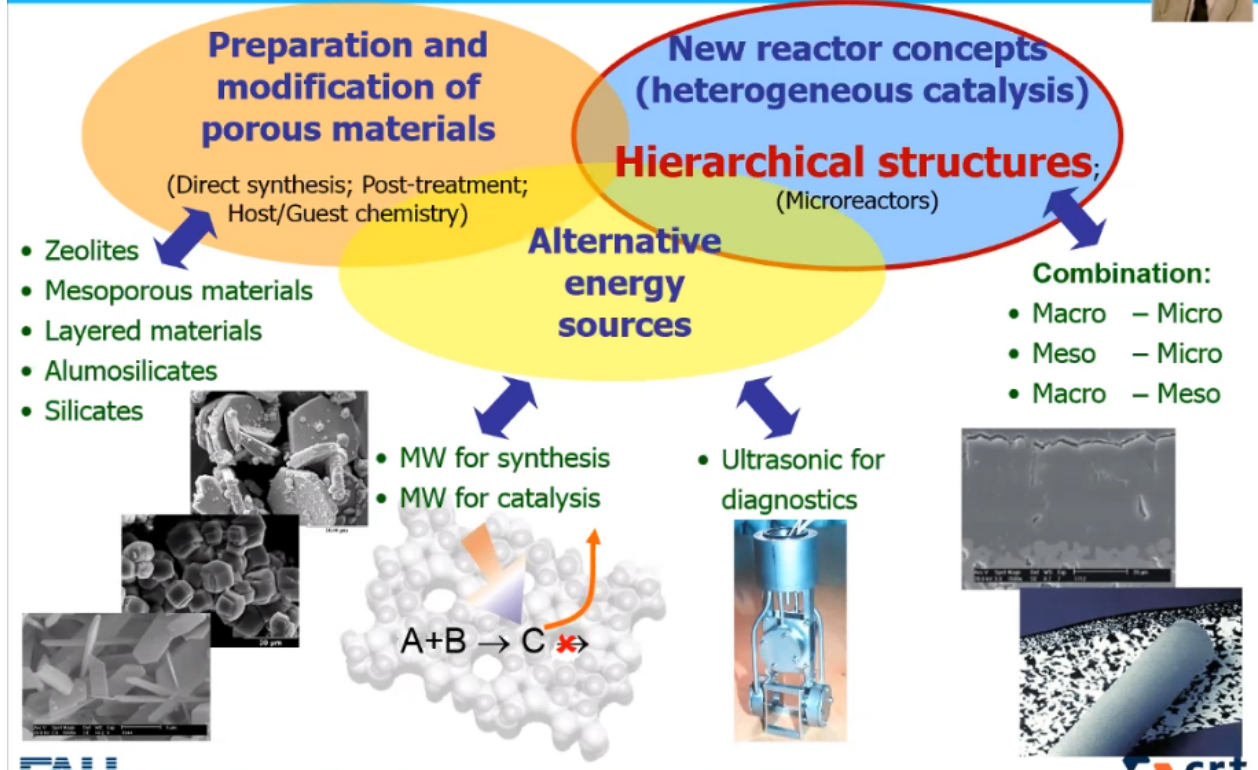 Preparation and
modification of
porous materials
(Direct synthesis; Post-treatment;
Host/Guest chemistry)
New reactor concepts
(heterogeneous catalysis)
Hierarchical structures;
(Microreactors)
Alternative
energy
sources
• Zeolites
• Mesoporous materials
• Layered materials
• Alumosilicates
• Silicates
• MW for synthesis
• MW for catalysis
• Ultrasonic for
diagnostics
Combination:
• Macro – Micro
• Meso – Micro
• Macro – Meso
A+B → C →